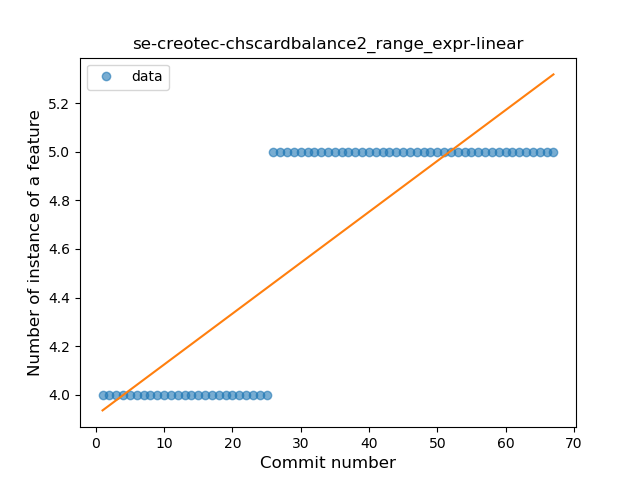 se-creotec-chscardbalance2_range_expr-linear
data
Number of instance of a feature
5.2
5.0
4.8
4.6
4.4
4.2
4.0
0 10 20 30 40 50 60 70
Commit number